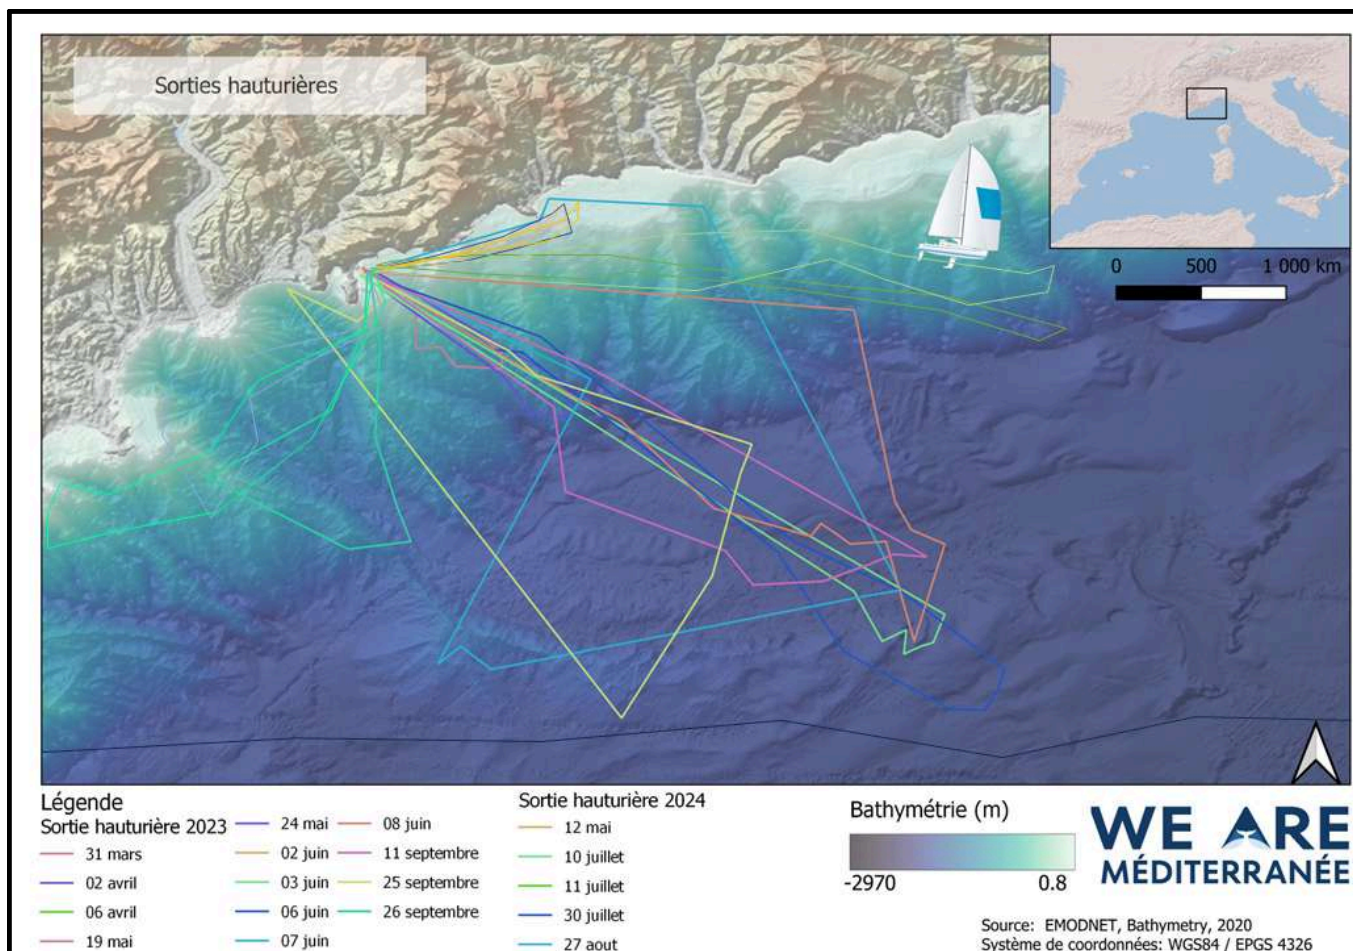 Sorties hauturières
0 500 1 000 km
Légende
Sortie hauturière 2023
31 mars
02 avril
06 avril
19 mai
24 mai
02 juin
03 juin
06 juin
07 juin
08 juin
11 septembre
25 septembre
26 septembre
Sortie hauturière 2024
12 mai
10 juillet
11 juillet
30 juillet
27 aout
Bathymétrie (m)
-2970 0.8
WE ARE
MÉDITERRANÉE
Source: EMODNET, Bathymetry, 2020
Système de coordonnées: WGS84 / EPGS 4326